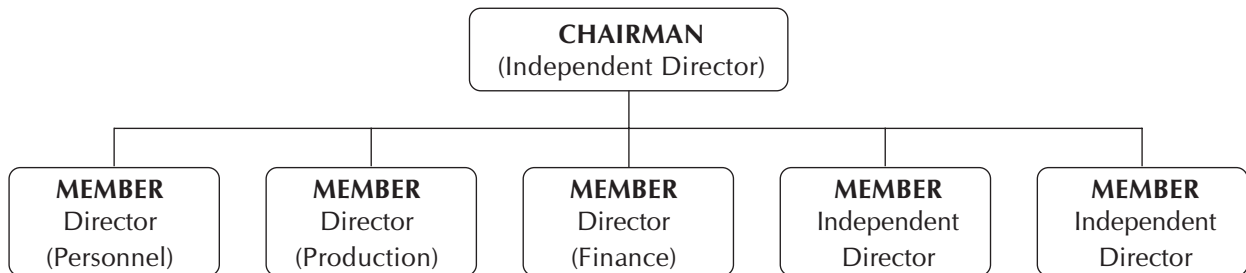 CHAIRMAN
(Independent Director)
MEMBER
Director
(Personnel)
MEMBER
Director
(Production)
MEMBER
Director
(Finance)
MEMBER
Independent
Director
MEMBER
Independent
Director